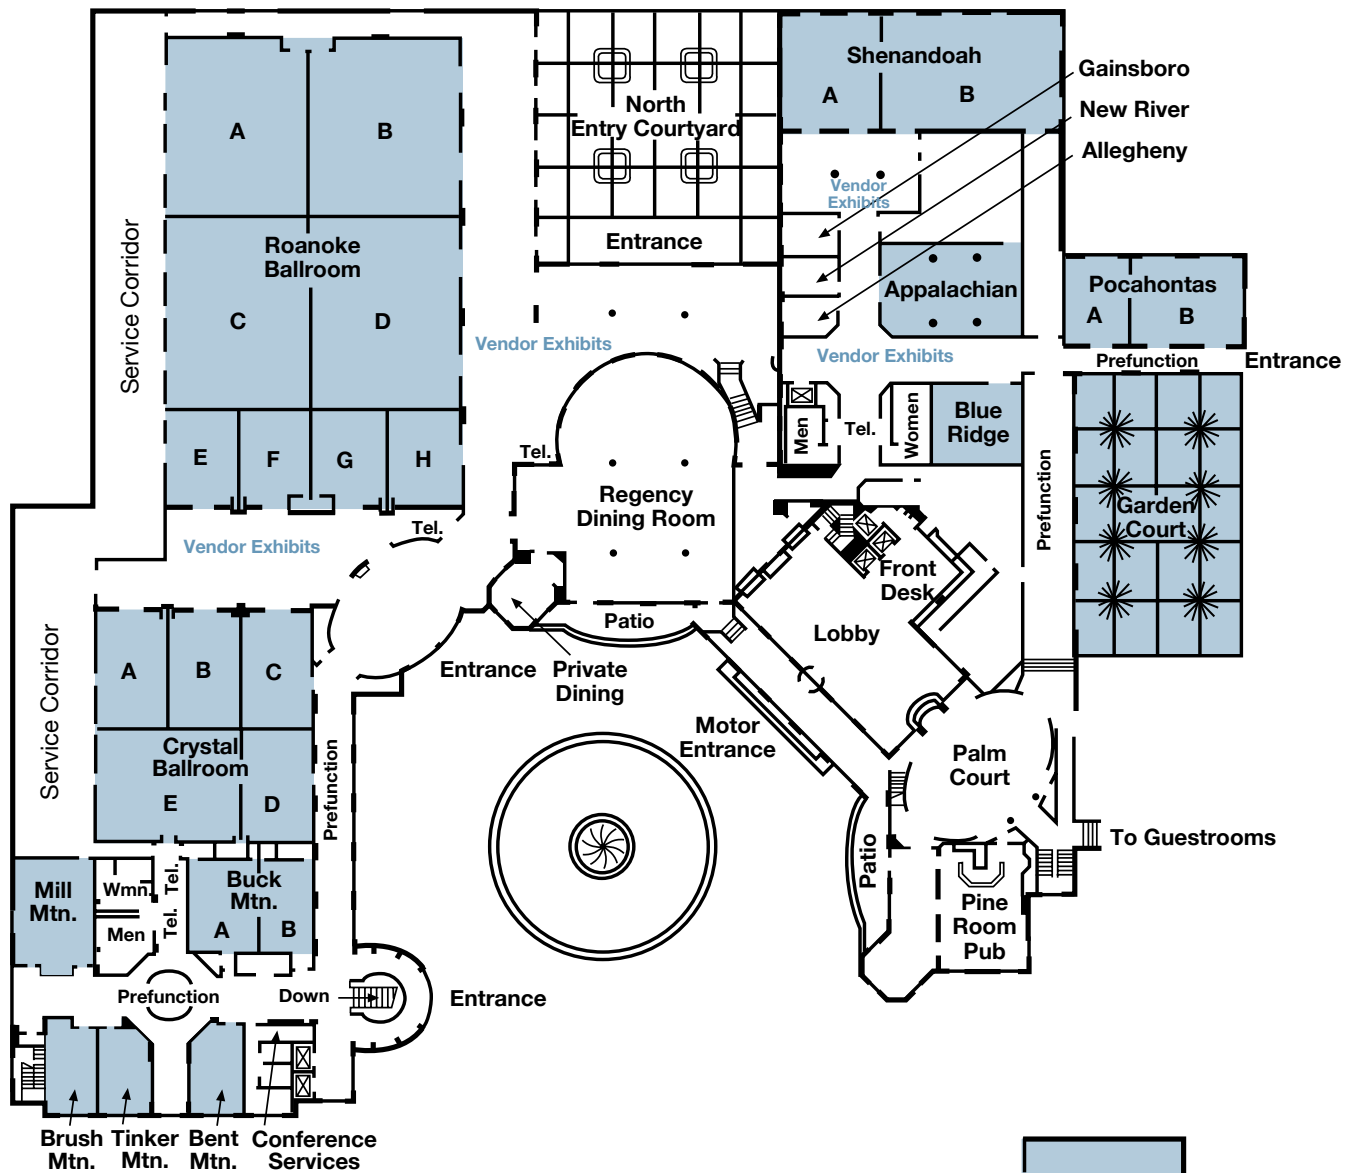 Shenandoah
A
B
Gainsboro
New River
Allegheny
North
Entry Courtyard
Entrance
Vendor
Exhibits
A
B
Roanoke
Ballroom
C
D
Service Corridor
Appalachian
Pocahontas
A
B
Prefunction
Entrance
Vendor Exhibits
Vendor Exhibits
E
F
G
H
Tel.
Men
Tel.
Women
Blue
Ridge
Prefunction
Garden
Court
Regency
Dining Room
Tel.
Vendor Exhibits
Front
Desk
Lobby
Patio
Entrance
Private
Dining
A
B
C
Crystal
Ballroom
E
D
Service Corridor
Prefunction
Motor
Entrance
Palm
Court
To Guestrooms
Patio
Pine
Room
Pub
Mill
Mtn.
Wmn.
Men
Tel.
Tel.
Buck
Mtn.
A
B
Prefunction
Down
Entrance
Brush
Mtn.
Tinker
Mtn.
Bent
Mtn.
Conference
Services